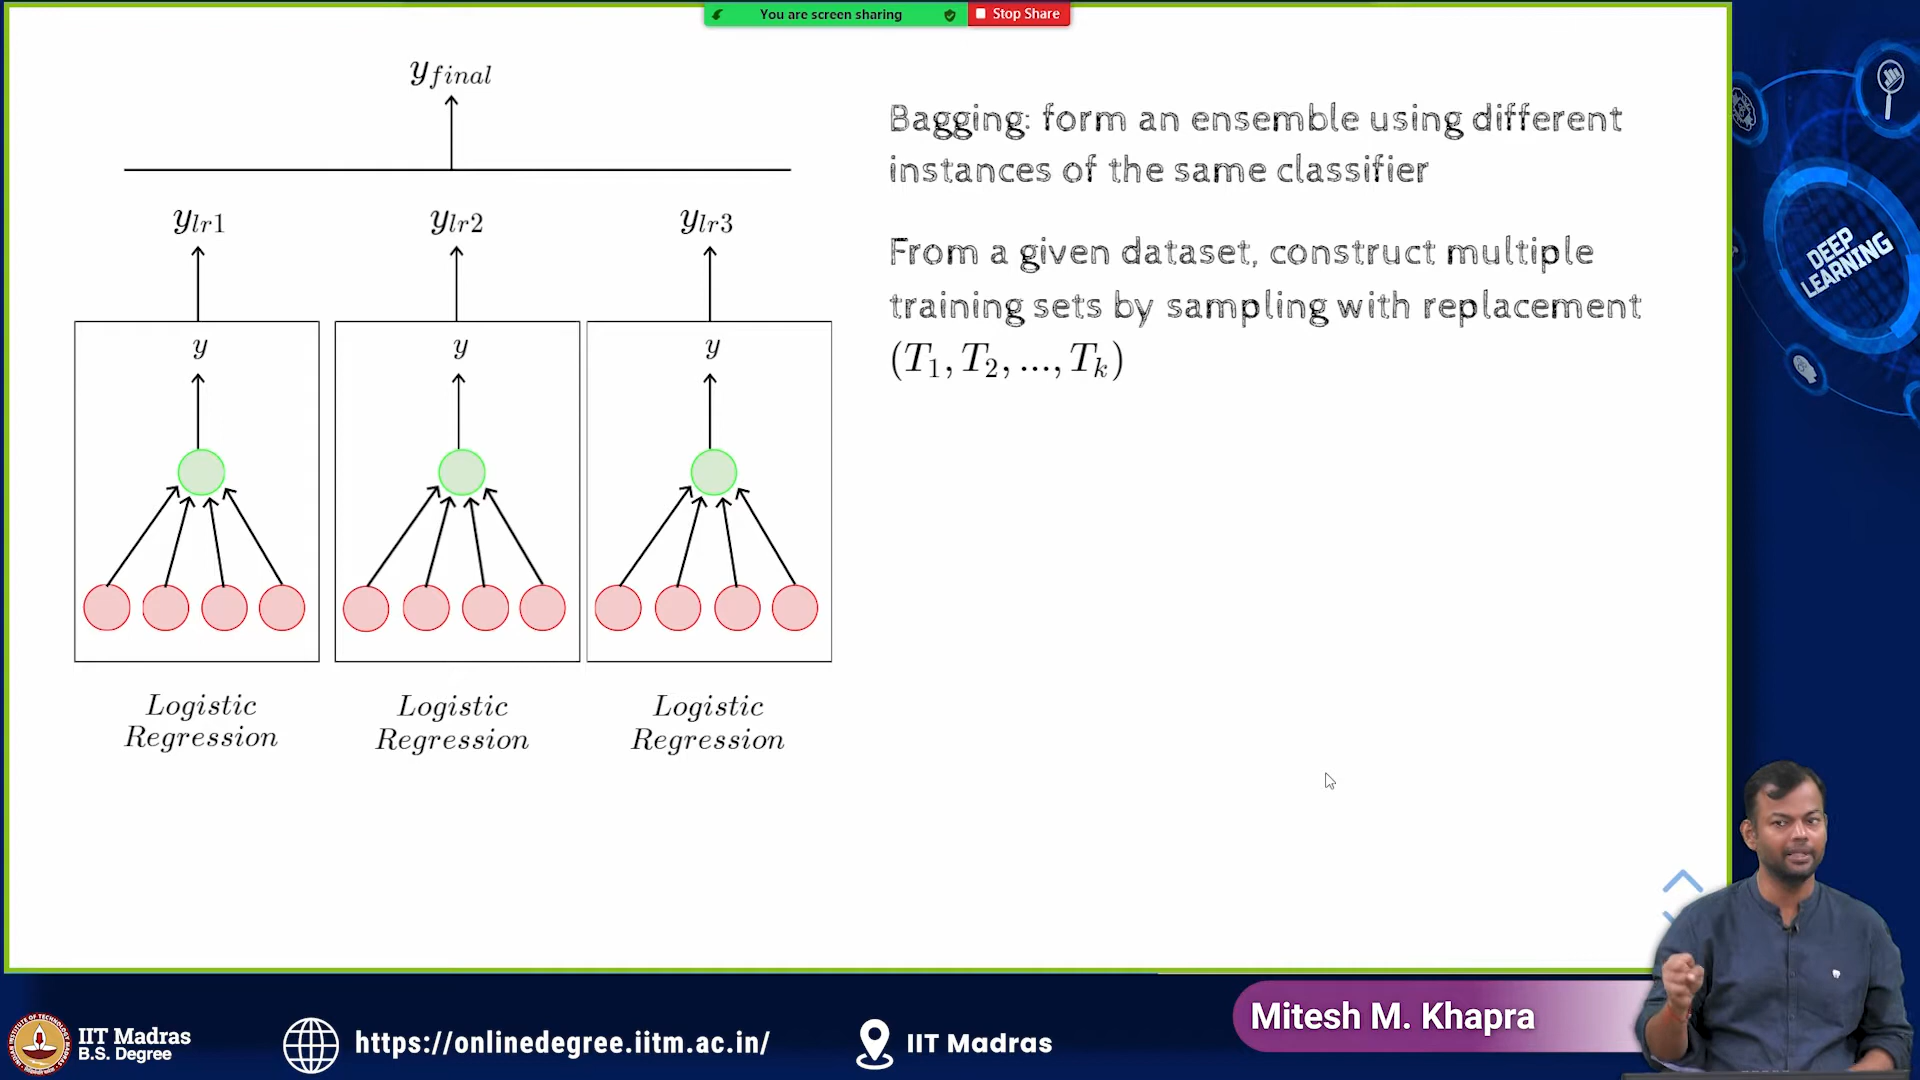 You are screen sharing
Stop Share
y_final
y_lr1 y_lr2 y_lr3
y y y
Logistic Regression
Logistic Regression
Logistic Regression
Bagging: form an ensemble using different
instances of the same classifier
From a given dataset, construct multiple
training sets by sampling with replacement
(T_1, T_2, ..., T_k)
DEEP
LEARNING
Mitesh M. Khapra
IIT Madras
B.S. Degree
https://onlinedegree.iitm.ac.in/
IIT Madras